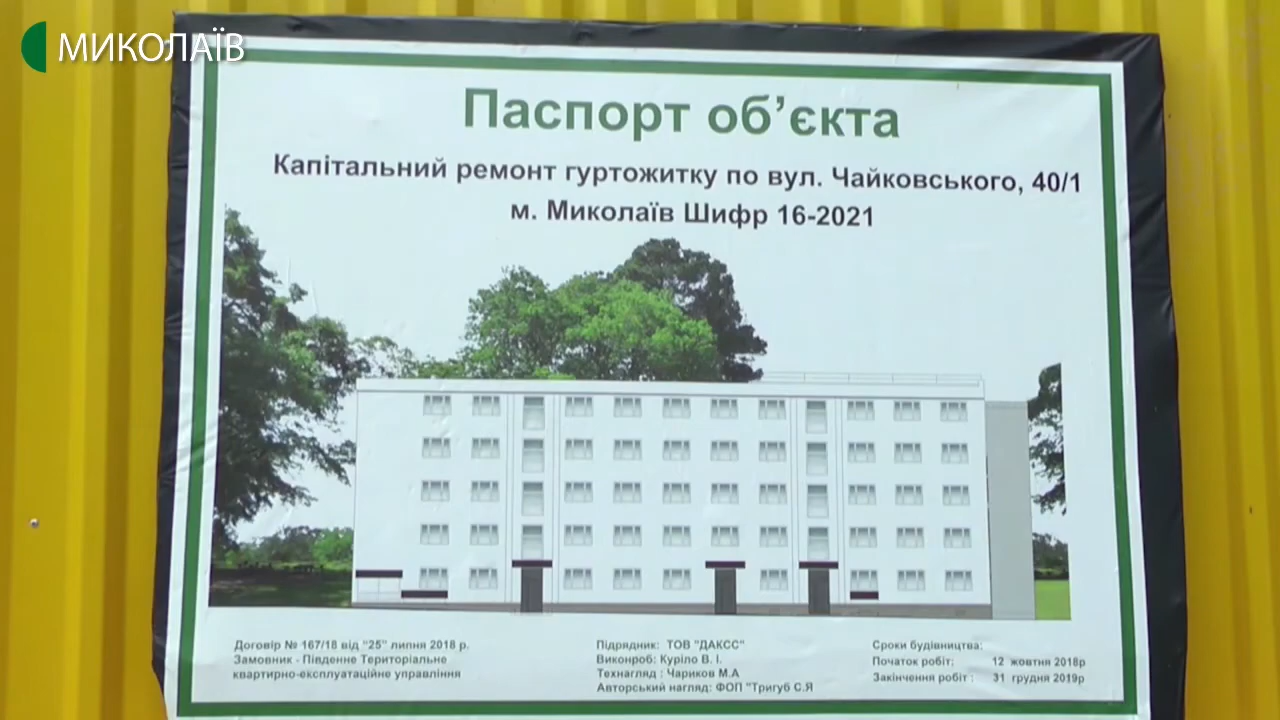 МИКОЛАЇВ
Паспорт об’єкта
Капітальний ремонт гуртожитку по вул. Чайковського, 40/1
м. Миколаїв Шифр 16-2021
Договір № 167/18 від "25" липня 2018 р.
Замовник - Південне Територіальне
квартирно-експлуатаційне управління
Підрядник: ТОВ "ДАКСС"
Виконроб: Куріло В. І.
Технагляд : Чариков М.А
Авторський нагляд: ФОП "Тригуб С.Я
Сроки будівництва:
Початок робіт: 12 жовтня 2018р
Закінчення робіт : 31 грудня 2019р